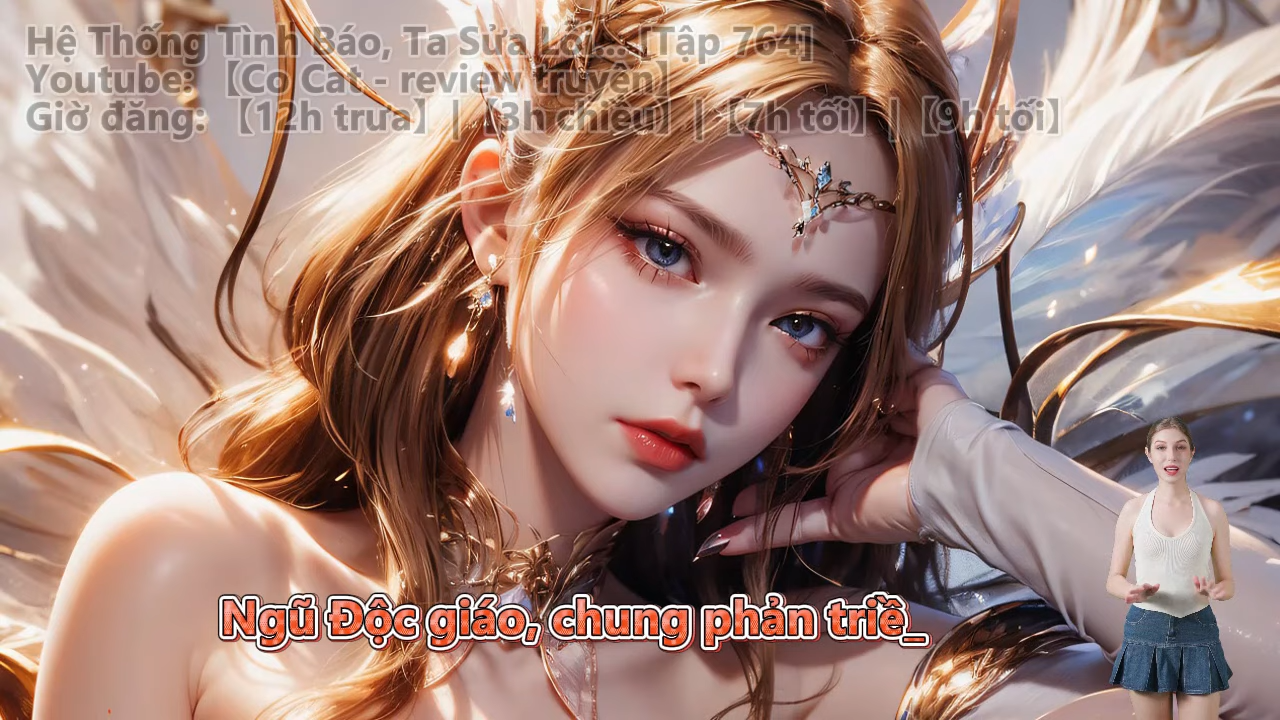 Hệ Thống Tình Báo, Ta Sửa Lỗi... [Tập 764]
Youtube: 【Cơ Cat - review truyện】
Giờ đăng: 【12h trưa】 | 【3h chiều】 | 【7h tối】 | 【9h tối】
Ngũ Độc giáo, chung phản triề_